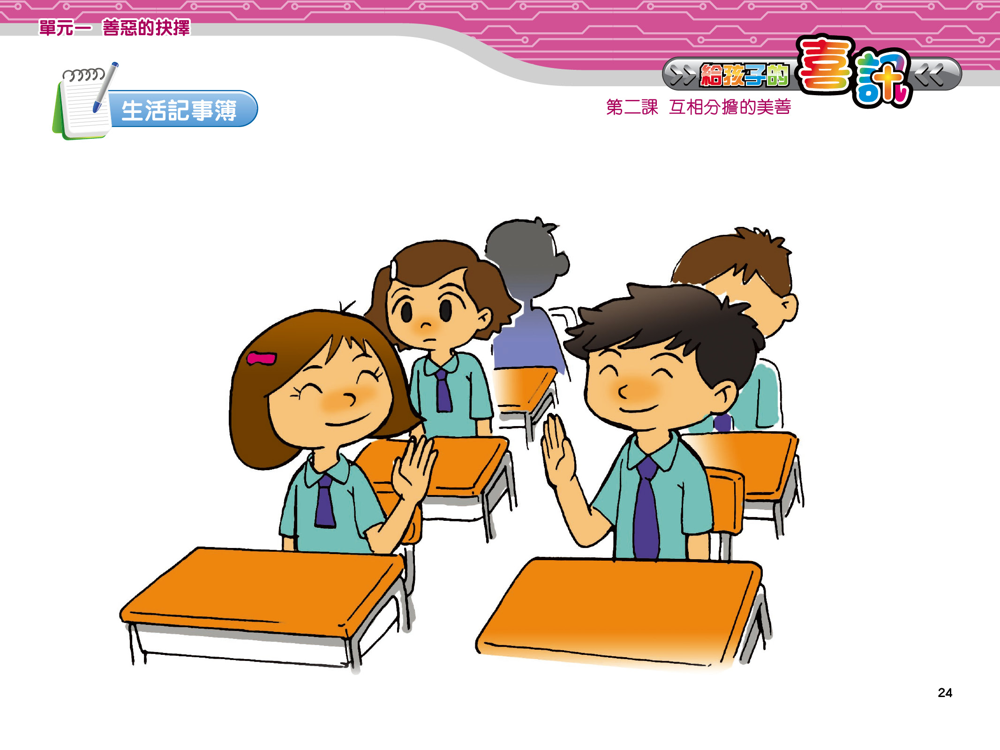 單元一 善惡的抉擇
給孩子的喜訊
第二課 互相分擔的美善
生活記事簿
24